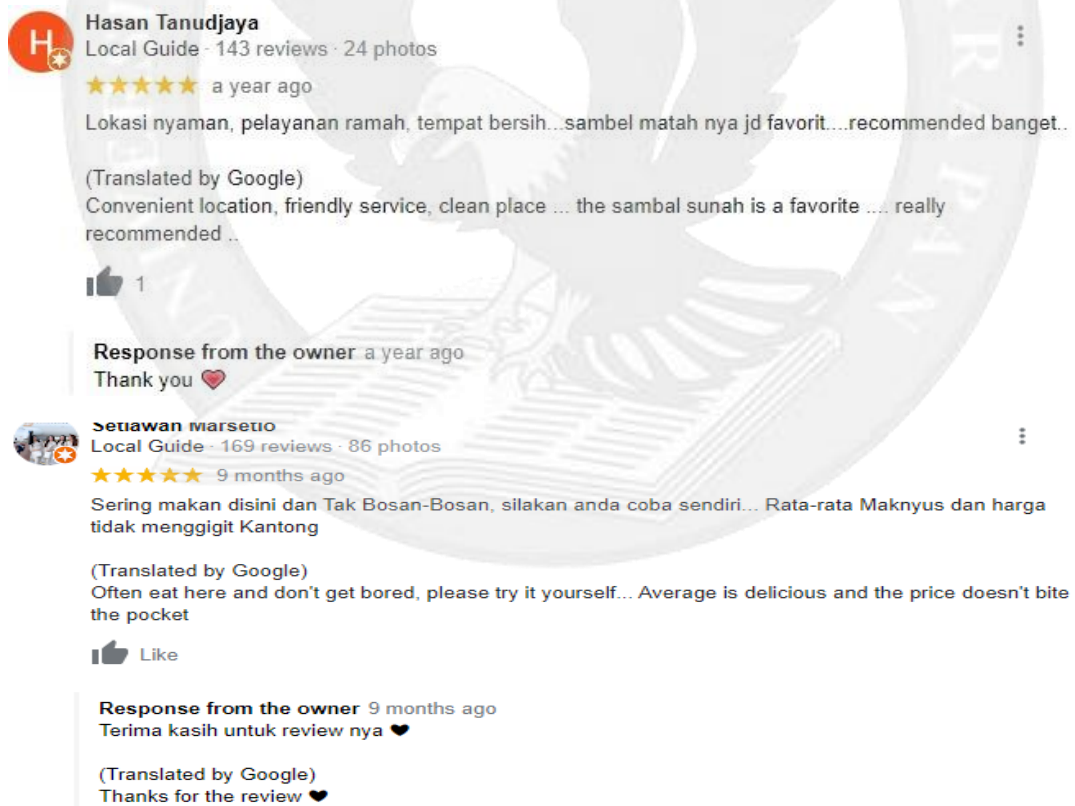 H
Hasan Tanudjaya
Local Guide · 143 reviews · 24 photos
a year ago
Lokasi nyaman, pelayanan ramah, tempat bersih...sambel matah nya jd favorit....recommended banget..
(Translated by Google)
Convenient location, friendly service, clean place ... the sambal sunah is a favorite .... really
recommended ..
1
Response from the owner a year ago
Thank you 💗
Setiawan Marsetio
Local Guide · 169 reviews · 86 photos
9 months ago
Sering makan disini dan Tak Bosan-Bosan, silakan anda coba sendiri... Rata-rata Maknyus dan harga
tidak menggigit Kantong
(Translated by Google)
Often eat here and don't get bored, please try it yourself... Average is delicious and the price doesn't bite
the pocket
Like
Response from the owner 9 months ago
Terima kasih untuk review nya ❤
(Translated by Google)
Thanks for the review ❤